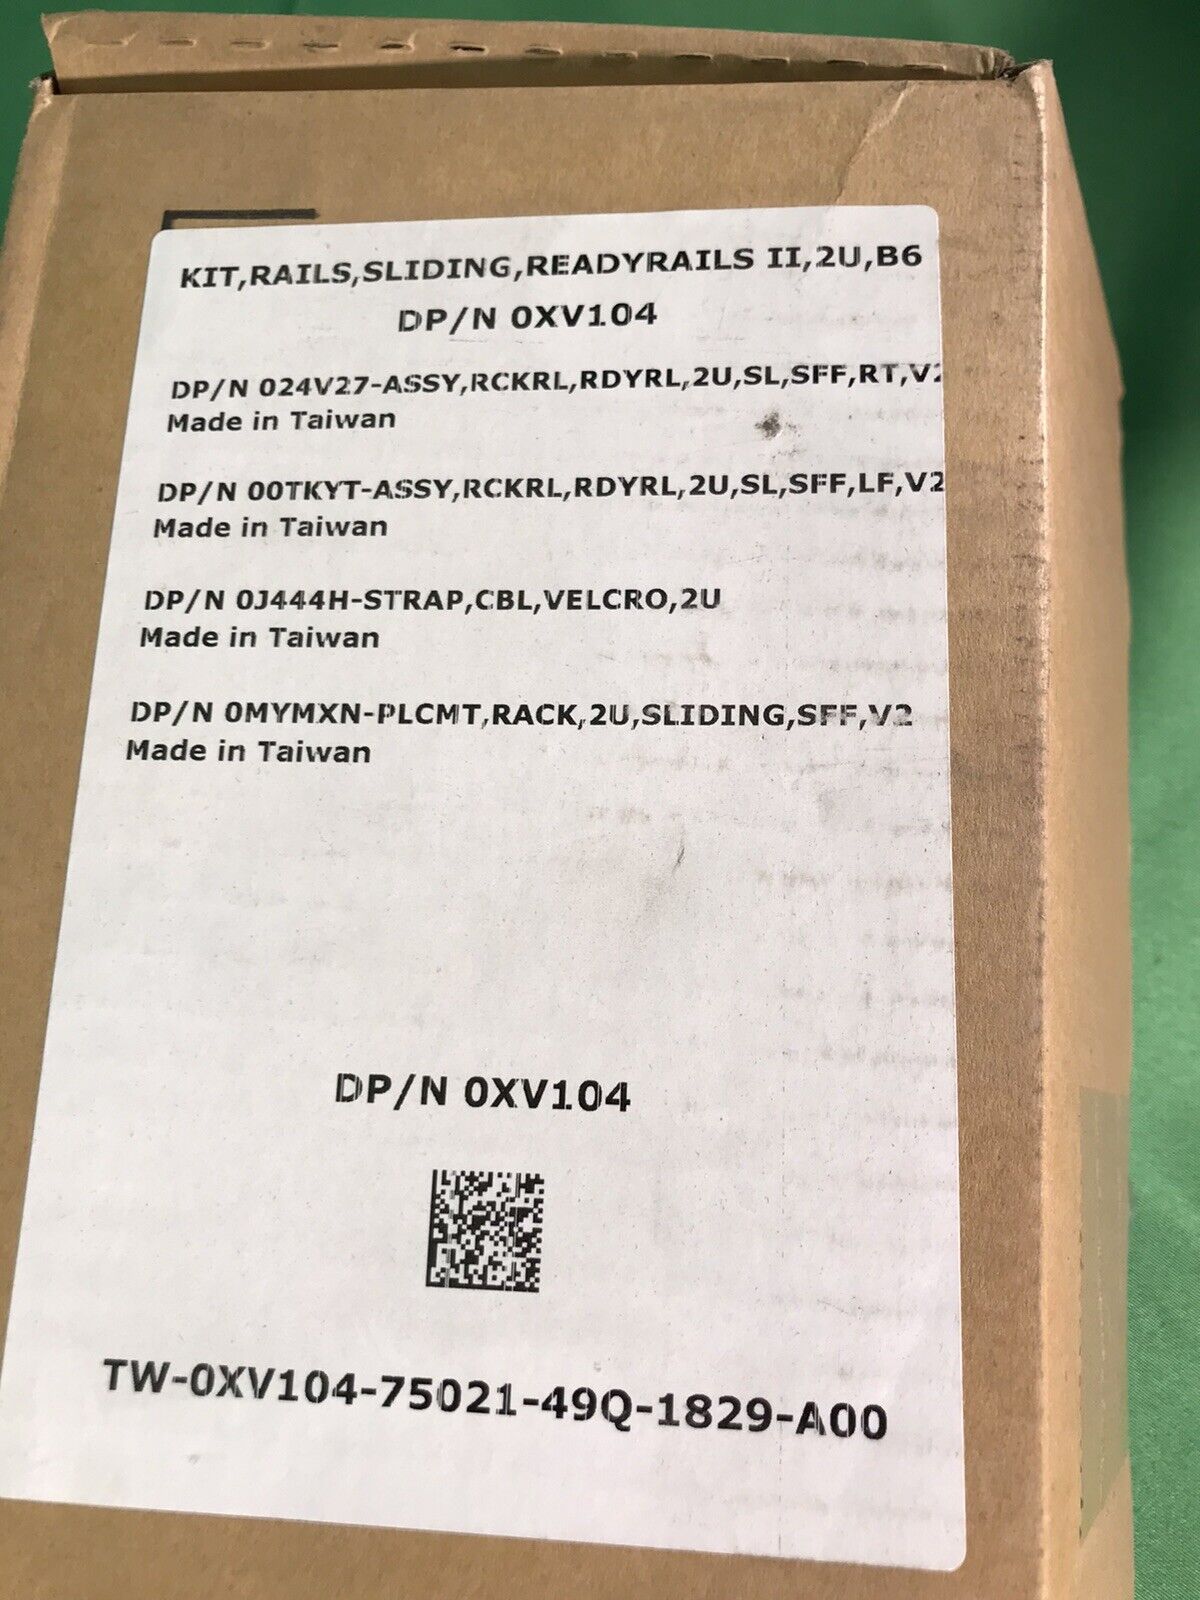 KIT,RAILS,SLIDING,READYRAILS II,2U,B6
DP/N 0XV104
DP/N 024V27-ASSY,RCKRL,RDYRL,2U,SL,SFF,RT,V2
Made in Taiwan
DP/N 00TKYT-ASSY,RCKRL,RDYRL,2U,SL,SFF,LF,V2
Made in Taiwan
DP/N 0J444H-STRAP,CBL,VELCRO,2U
Made in Taiwan
DP/N 0MYMXN-PLCMT,RACK,2U,SLIDING,SFF,V2
Made in Taiwan
DP/N 0XV104
TW-0XV104-75021-49Q-1829-A00